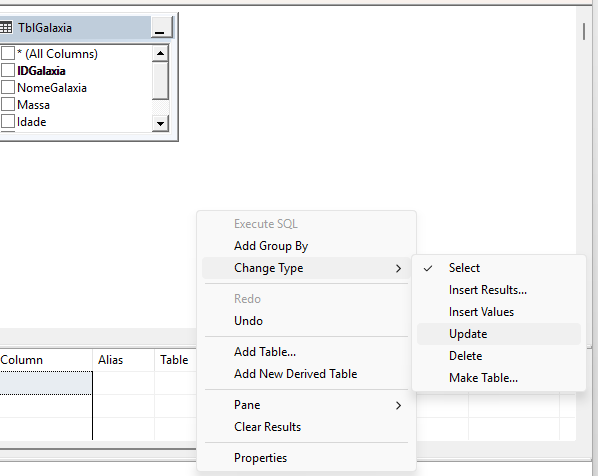 TblGalaxia
* (All Columns)
IDGalaxia
NomeGalaxia
Massa
Idade
Execute SQL
Add Group By
Change Type
Redo
Undo
Add Table...
Add New Derived Table
Pane
Clear Results
Properties
Select
Insert Results...
Insert Values
Update
Delete
Make Table...
Column Alias Table